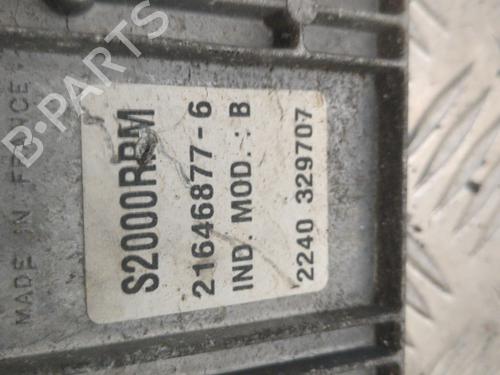 MADE IN FRANCE
S2000RPM
21646877-6
IND. MOD. : B
2240 329707
B-PARTS